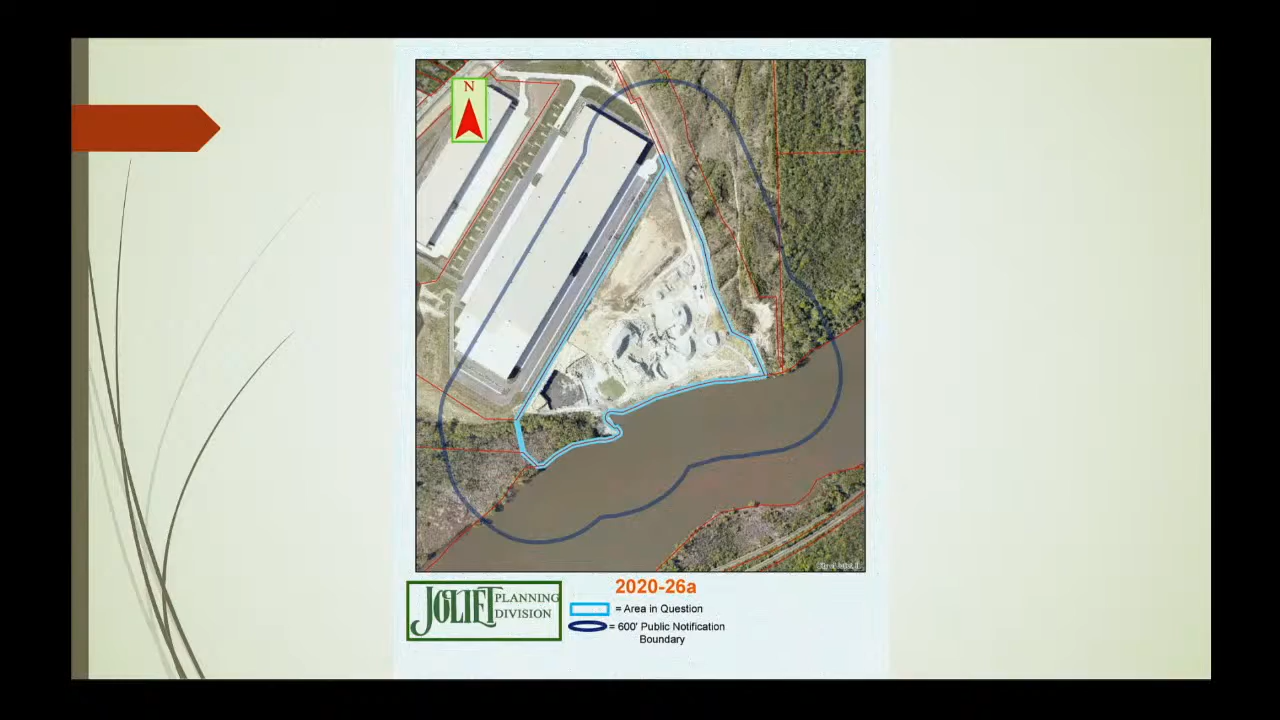 N
JOLIET PLANNING
DIVISION
2020-26a
= Area in Question
= 600' Public Notification
Boundary